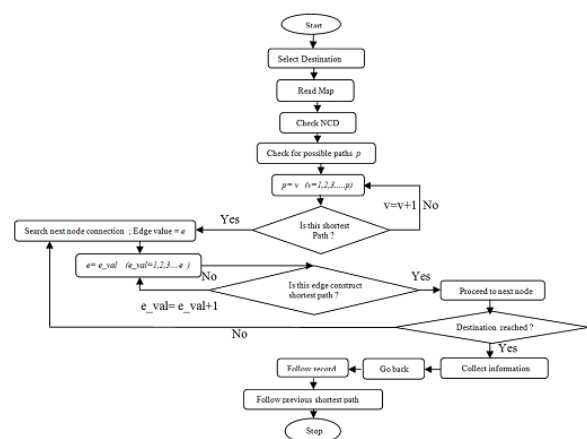 Start
Select Destination
Read Map
Check NCD
Check for possible paths p
p= v (v=1,2,3.....p)
v=v+1 No
Is this shortest
Path ?
Yes
Search next node connection ; Edge value = e
e= e_val (e_val=1,2,3....e )
No
Is this edge construct
shortest path ?
Yes
Proceed to next node
e_val= e_val+1
Destination reached ?
No
Yes
Collect information
Go back
Follow record
Follow previous shortest path
Stop